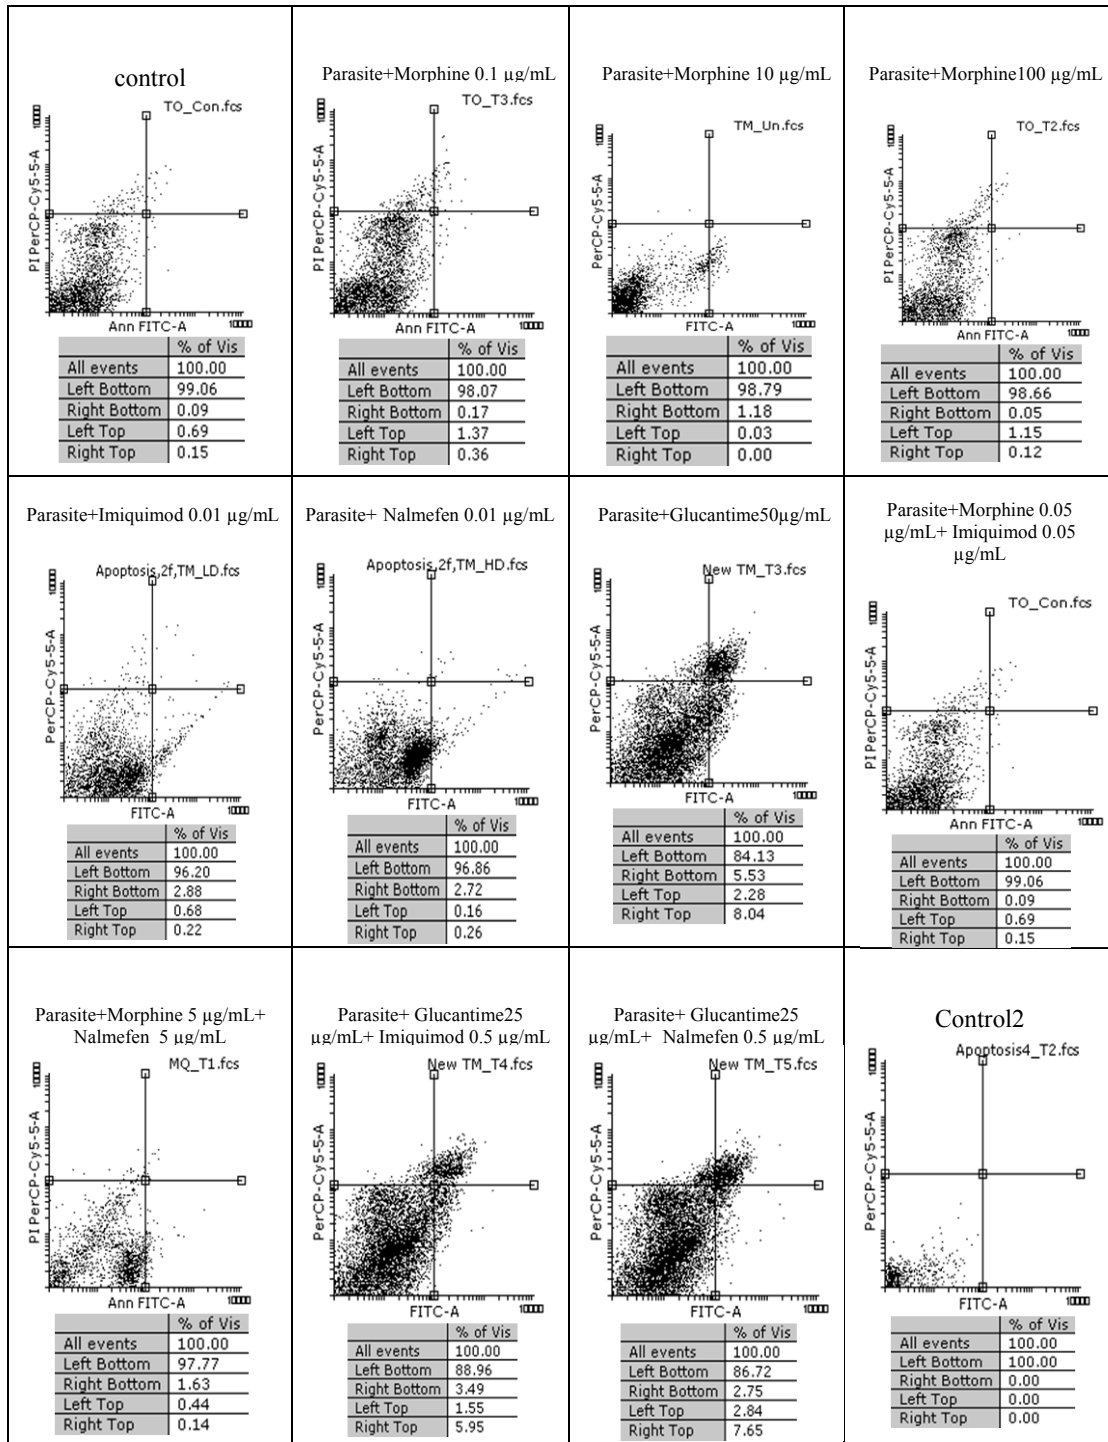 control
TO_Con.fcs
PI PerCP-Cy5-5-A
Ann FITC-A
% of Vis
All events 100.00
Left Bottom 99.06
Right Bottom 0.09
Left Top 0.69
Right Top 0.15
Parasite+Morphine 0.1 µg/mL
TO_T3.fcs
PI PerCP-Cy5-5-A
Ann FITC-A
% of Vis
All events 100.00
Left Bottom 98.07
Right Bottom 0.17
Left Top 1.37
Right Top 0.36
Parasite+Morphine 10 µg/mL
TM_Un.fcs
PerCP-Cy5-5-A
FITC-A
% of Vis
All events 100.00
Left Bottom 98.79
Right Bottom 1.18
Left Top 0.03
Right Top 0.00
Parasite+Morphine100 µg/mL
TO_T2.fcs
PI PerCP-Cy5-5-A
Ann FITC-A
% of Vis
All events 100.00
Left Bottom 98.66
Right Bottom 0.05
Left Top 1.15
Right Top 0.12
Parasite+Imiquimod 0.01 µg/mL
Apoptosis,2f,TM_LD.fcs
PerCP-Cy5-5-A
FITC-A
% of Vis
All events 100.00
Left Bottom 96.20
Right Bottom 2.88
Left Top 0.68
Right Top 0.22
Parasite+ Nalmefen 0.01 µg/mL
Apoptosis,2f,TM_HD.fcs
PerCP-Cy5-5-A
FITC-A
% of Vis
All events 100.00
Left Bottom 96.86
Right Bottom 2.72
Left Top 0.16
Right Top 0.26
Parasite+Glucantime50µg/mL
New TM_T3.fcs
PerCP-Cy5-5-A
FITC-A
% of Vis
All events 100.00
Left Bottom 84.13
Right Bottom 5.53
Left Top 2.28
Right Top 8.04
Parasite+Morphine 0.05
µg/mL+ Imiquimod 0.05
µg/mL
TO_Con.fcs
PI PerCP-Cy5-5-A
Ann FITC-A
% of Vis
All events 100.00
Left Bottom 99.06
Right Bottom 0.09
Left Top 0.69
Right Top 0.15
Parasite+Morphine 5 µg/mL+
Nalmefen 5 µg/mL
MQ_T1.fcs
PI PerCP-Cy5-5-A
Ann FITC-A
% of Vis
All events 100.00
Left Bottom 97.77
Right Bottom 1.63
Left Top 0.44
Right Top 0.14
Parasite+ Glucantime25
µg/mL+ Imiquimod 0.5 µg/mL
New TM_T4.fcs
PerCP-Cy5-5-A
FITC-A
% of Vis
All events 100.00
Left Bottom 88.96
Right Bottom 3.49
Left Top 1.55
Right Top 5.95
Parasite+ Glucantime25
µg/mL+ Nalmefen 0.5 µg/mL
New TM_T5.fcs
PerCP-Cy5-5-A
FITC-A
% of Vis
All events 100.00
Left Bottom 86.72
Right Bottom 2.75
Left Top 2.84
Right Top 7.65
Control2
Apoptosis4_T2.fcs
PerCP-Cy5-5-A
FITC-A
% of Vis
All events 100.00
Left Bottom 100.00
Right Bottom 0.00
Left Top 0.00
Right Top 0.00